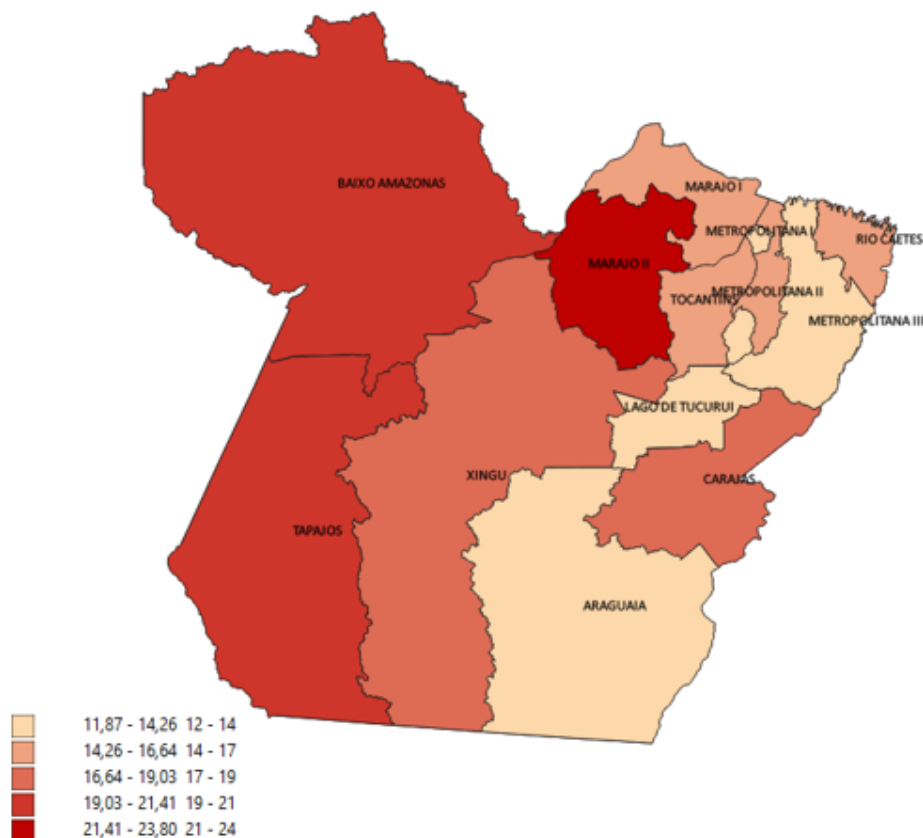 BAIXO AMAZONAS
MARAJO I
METROPOLITANA I
RIO CAETES
MARAJO II
METROPOLITANA II
TOCANTINS
METROPOLITANA III
LAGO DE TUCURUI
XINGU
CARAJAS
TAPAJOS
ARAGUAIA
11,87 - 14,26 12 - 14
14,26 - 16,64 14 - 17
16,64 - 19,03 17 - 19
19,03 - 21,41 19 - 21
21,41 - 23,80 21 - 24